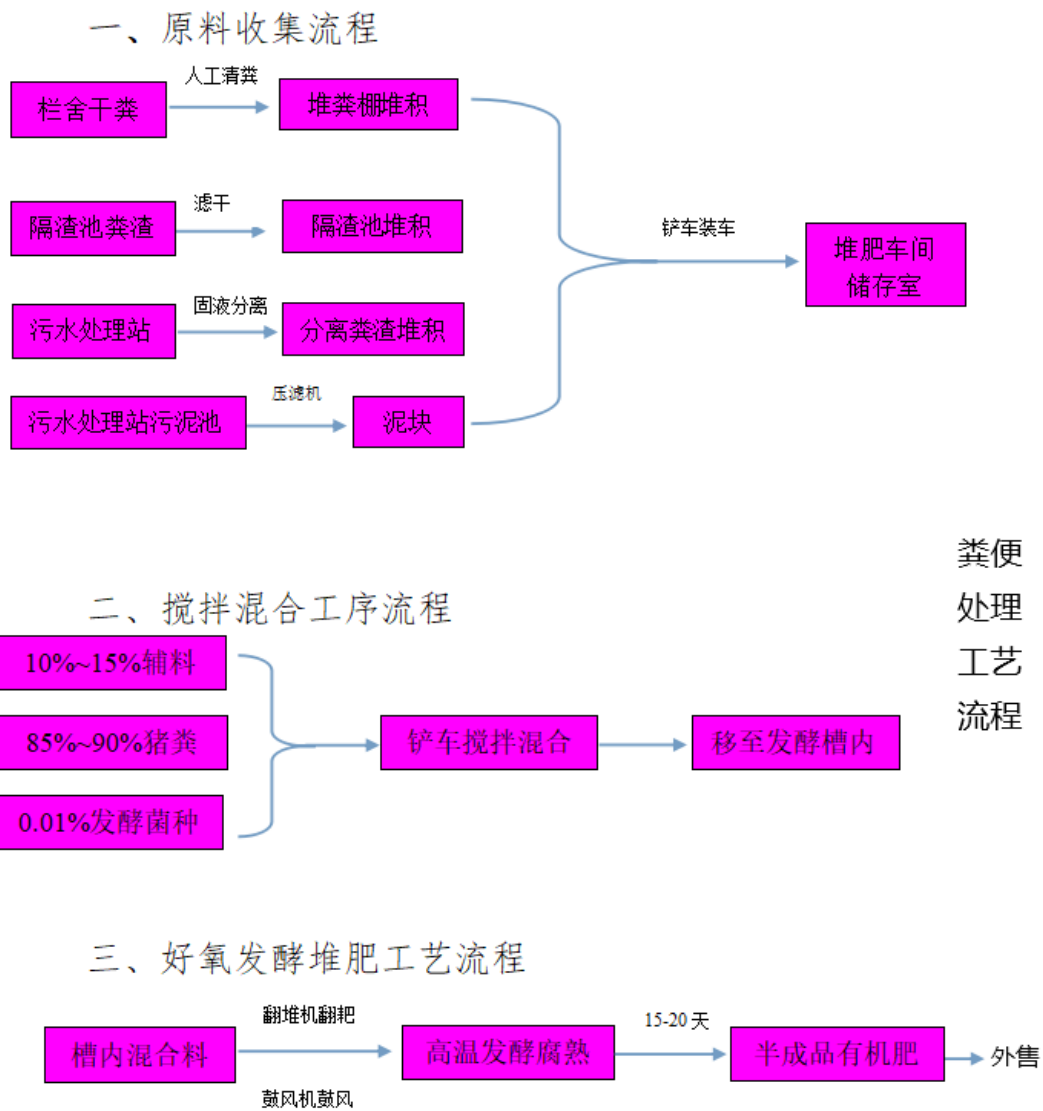 一、原料收集流程
人工清粪
栏舍干粪
堆粪棚堆积
滤干
隔渣池粪渣
隔渣池堆积
铲车装车
堆肥车间
储存室
固液分离
污水处理站
分离粪渣堆积
压滤机
污水处理站污泥池
泥块
粪便
处理
工艺
流程
二、搅拌混合工序流程
10%~15%辅料
85%~90%猪粪
铲车搅拌混合
移至发酵槽内
0.01%发酵菌种
三、好氧发酵堆肥工艺流程
翻堆机翻耙
15-20天
槽内混合料
高温发酵腐熟
半成品有机肥
外售
鼓风机鼓风